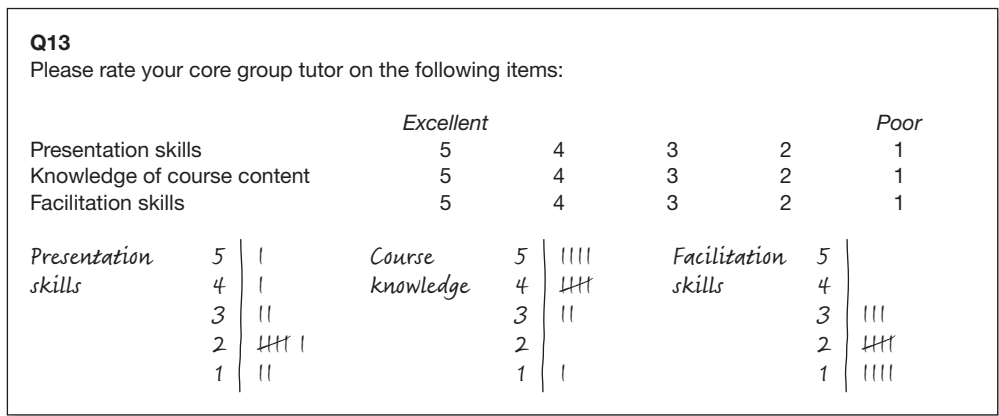 Q13
Please rate your core group tutor on the following items:
Excellent Poor
Presentation skills 5 4 3 2 1
Knowledge of course content 5 4 3 2 1
Facilitation skills 5 4 3 2 1
Presentation 5 | Course 5 |||| Facilitation 5
skills 4 | knowledge 4 𝍸 skills 4
3 || 3 || 3 |||
2 𝍸 | 2 2 𝍸
1 || 1 | 1 ||||